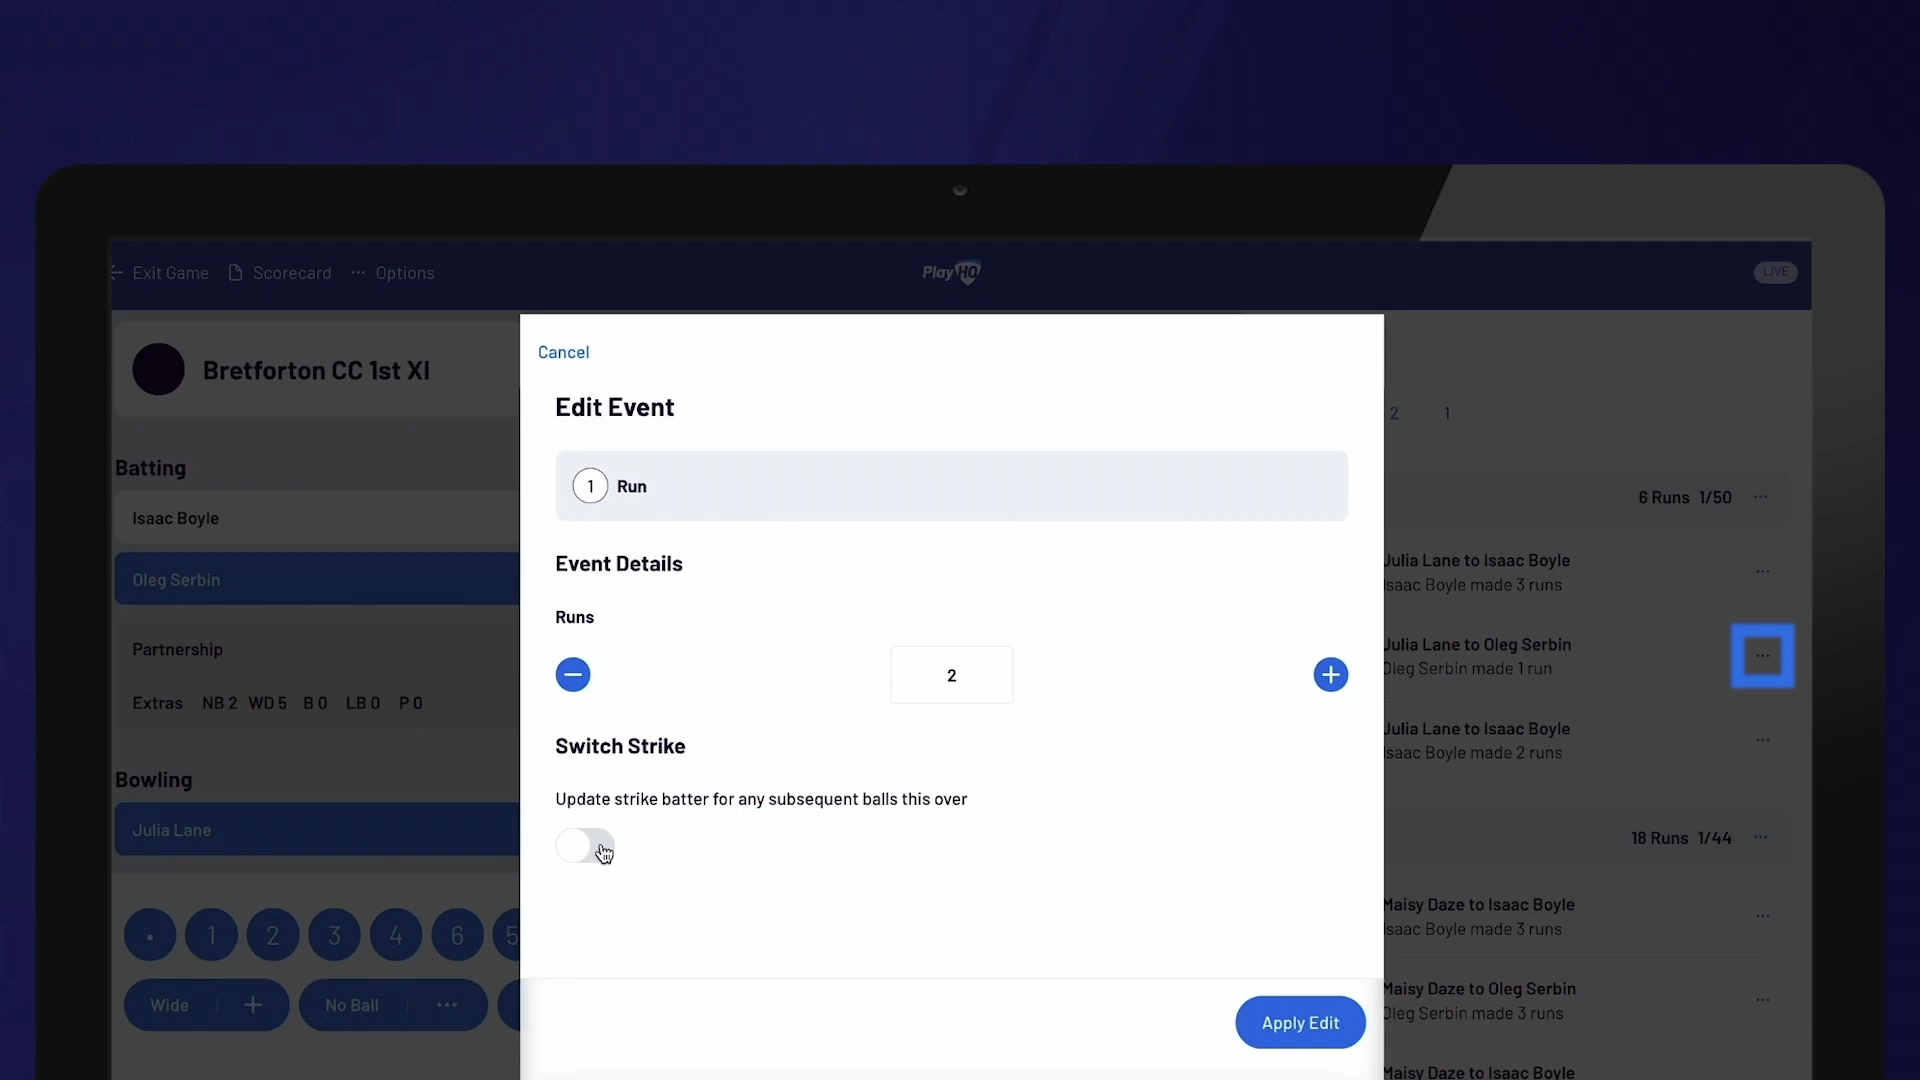 Exit Game Scorecard Options
PlayHQ
LIVE
Bretforton CC 1st XI
Batting
Isaac Boyle
Oleg Serbin
Partnership
Extras NB 2 WD 5 B 0 LB 0 P 0
Bowling
Julia Lane
• 1 2 3 4 6 5
Wide +
No Ball ...
Cancel
Edit Event
1 Run
Event Details
Runs
2
Switch Strike
Update strike batter for any subsequent balls this over
Apply Edit
2 1
6 Runs 1/50
Julia Lane to Isaac Boyle
Isaac Boyle made 3 runs
Julia Lane to Oleg Serbin
Oleg Serbin made 1 run
Julia Lane to Isaac Boyle
Isaac Boyle made 2 runs
18 Runs 1/44
Maisy Daze to Isaac Boyle
Isaac Boyle made 3 runs
Maisy Daze to Oleg Serbin
Oleg Serbin made 3 runs
Maisy Daze to Isaac Boyle